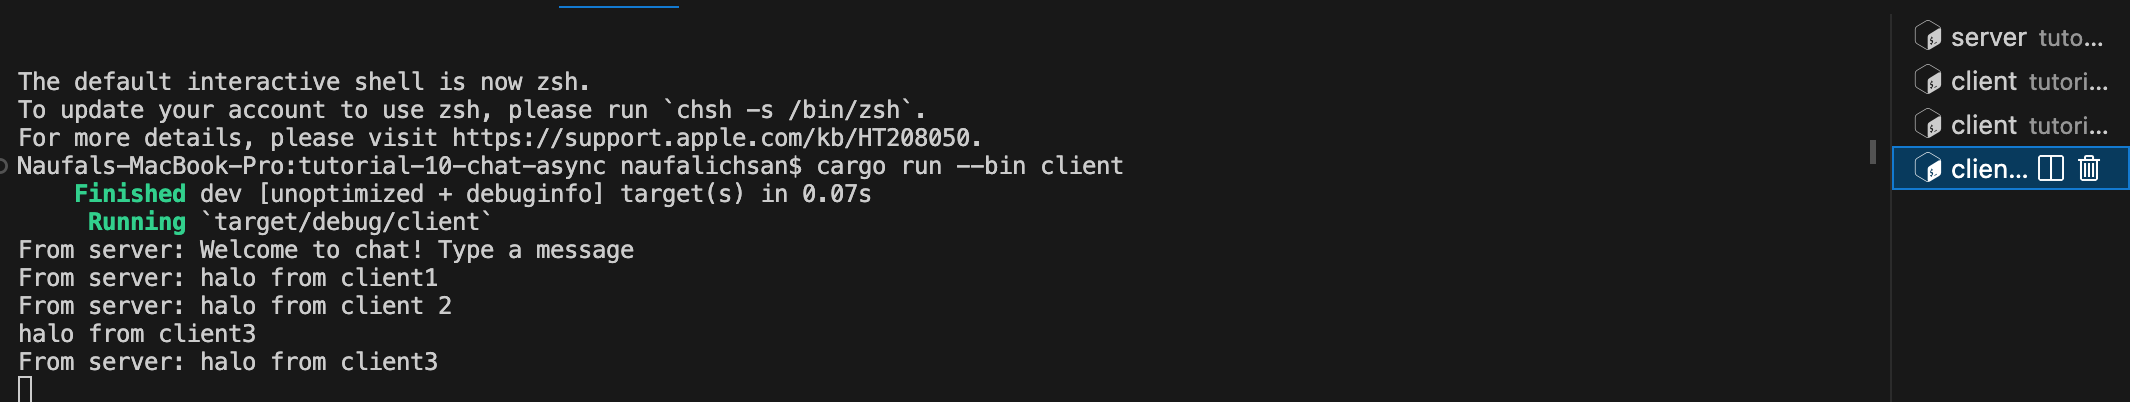 The default interactive shell is now zsh.
To update your account to use zsh, please run `chsh -s /bin/zsh`.
For more details, please visit https://support.apple.com/kb/HT208050.
Naufals-MacBook-Pro:tutorial-10-chat-async naufalichsan$ cargo run --bin client
Finished dev [unoptimized + debuginfo] target(s) in 0.07s
Running `target/debug/client`
From server: Welcome to chat! Type a message
From server: halo from client1
From server: halo from client 2
halo from client3
From server: halo from client3
server tuto...
client tutori...
client tutori...
clien...